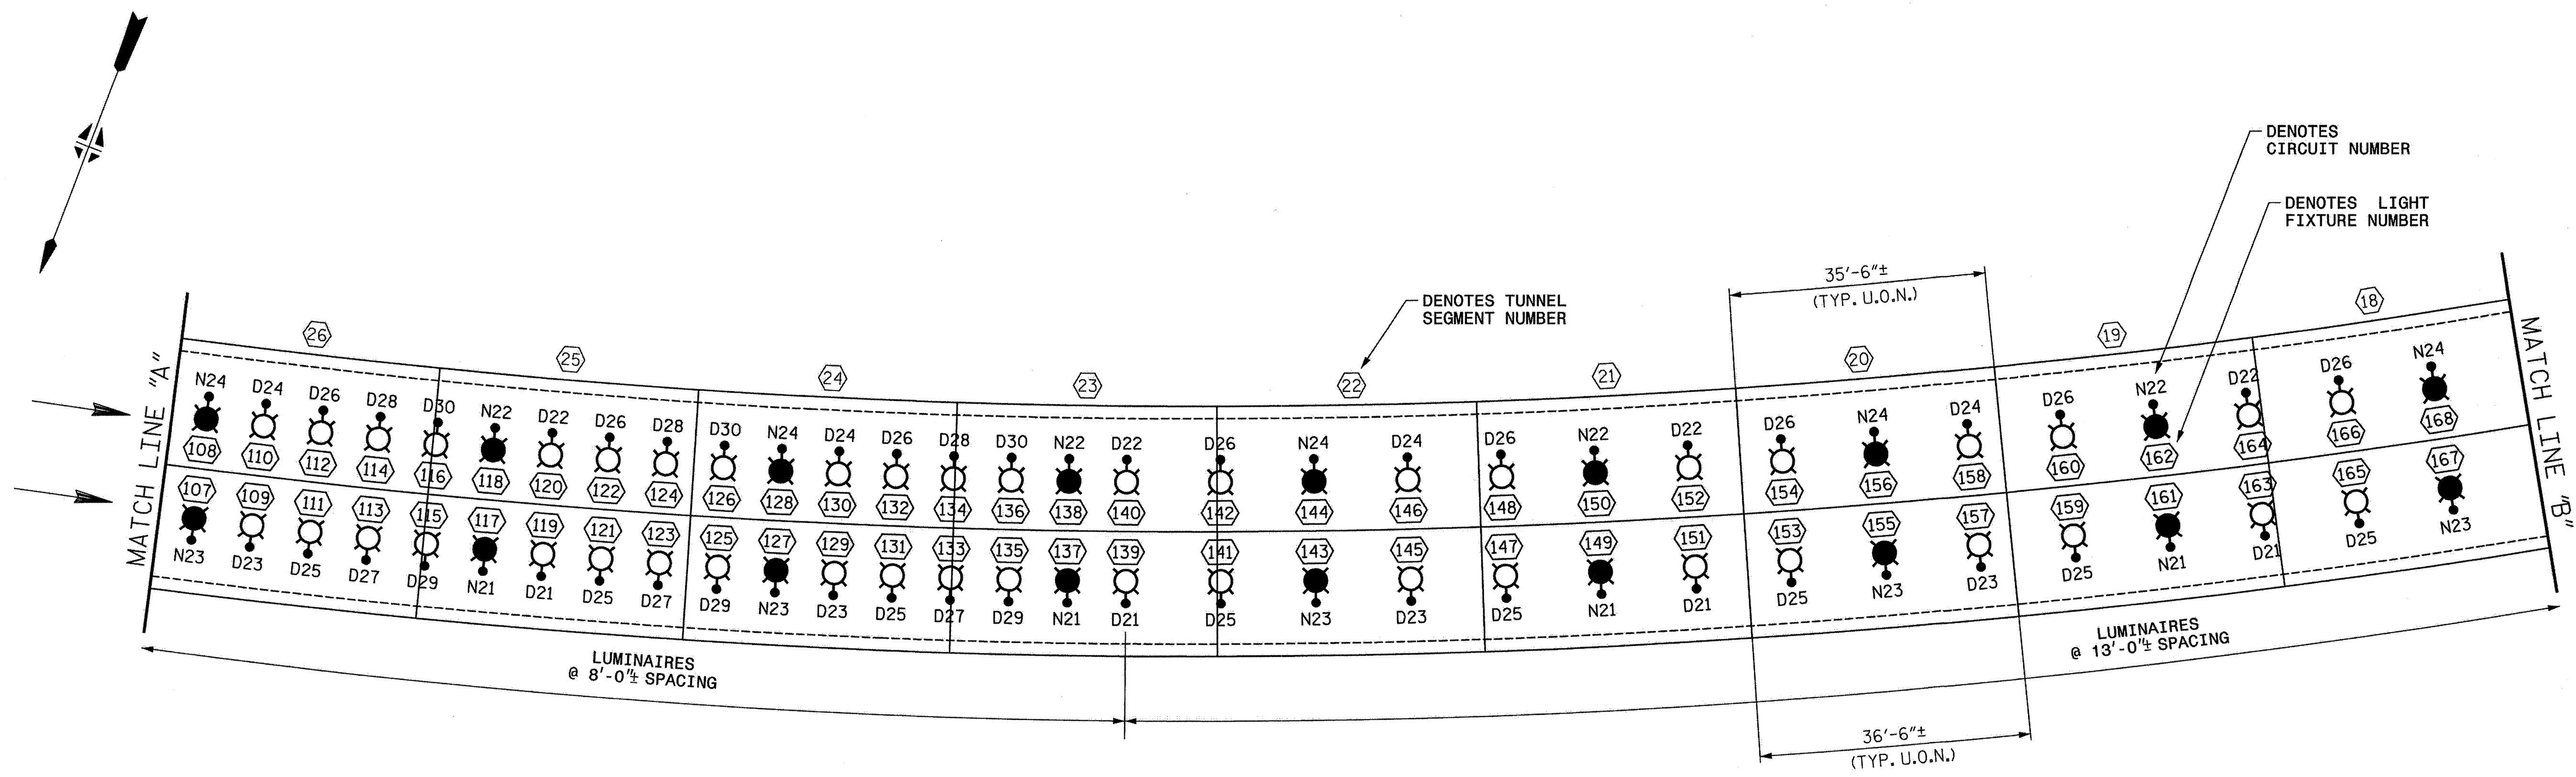 DENOTES
CIRCUIT NUMBER
DENOTES LIGHT
FIXTURE NUMBER
DENOTES TUNNEL
SEGMENT NUMBER
35'-6"±
(TYP. U.O.N.)
26 25 24 23 22 21 20 19 18
MATCH LINE "A"
MATCH LINE "B"
N24 D24 D26 D28 D30 N22 D22 D26 D28 D30 N24 D24 D26 D28 D30 N22 D22 D26 N24 D24 D26 N22 D22 D26 N24 D24 D26 N22 D22 D26 N24
108 110 112 114 116 118 120 122 124 126 128 130 132 134 136 138 140 142 144 146 148 150 152 154 156 158 160 162 164 166 168
107 109 111 113 115 117 119 121 123 125 127 129 131 133 135 137 139 141 143 145 147 149 151 153 155 157 159 161 163 165 167
N23 D23 D25 D27 D29 N21 D21 D25 D27 D29 N23 D23 D25 D27 D29 N21 D21 D25 N23 D23 D25 N21 D21 D25 N23 D23 D25 N21 D21 D25 N23
LUMINAIRES
@ 8'-0"± SPACING
LUMINAIRES
@ 13'-0"± SPACING
36'-6"±
(TYP. U.O.N.)